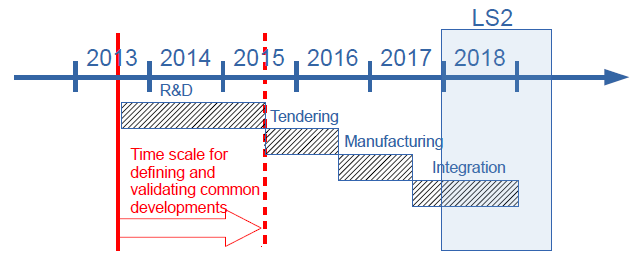 LS2
2013 2014 2015 2016 2017 2018
R&D
Tendering
Manufacturing
Integration
Time scale for
defining and
validating common
developments